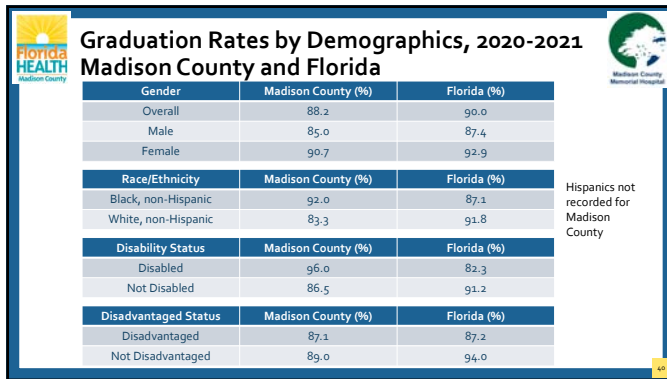 Florida
HEALTH
Madison County
Graduation Rates by Demographics, 2020-2021
Madison County and Florida
Madison County
Memorial Hospital
Gender Madison County (%) Florida (%)
Overall 88.2 90.0
Male 85.0 87.4
Female 90.7 92.9
Race/Ethnicity Madison County (%) Florida (%)
Black, non-Hispanic 92.0 87.1
White, non-Hispanic 83.3 91.8
Hispanics not
recorded for
Madison
County
Disability Status Madison County (%) Florida (%)
Disabled 96.0 82.3
Not Disabled 86.5 91.2
Disadvantaged Status Madison County (%) Florida (%)
Disadvantaged 87.1 87.2
Not Disadvantaged 89.0 94.0
40